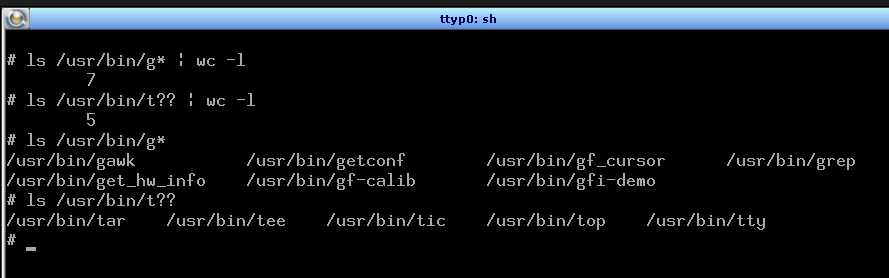 ttyp0: sh
# ls /usr/bin/g* | wc -l
7
# ls /usr/bin/t?? | wc -l
5
# ls /usr/bin/g*
/usr/bin/gawk /usr/bin/getconf /usr/bin/gf_cursor /usr/bin/grep
/usr/bin/get_hw_info /usr/bin/gf-calib /usr/bin/gfi-demo
# ls /usr/bin/t??
/usr/bin/tar /usr/bin/tee /usr/bin/tic /usr/bin/top /usr/bin/tty
# _